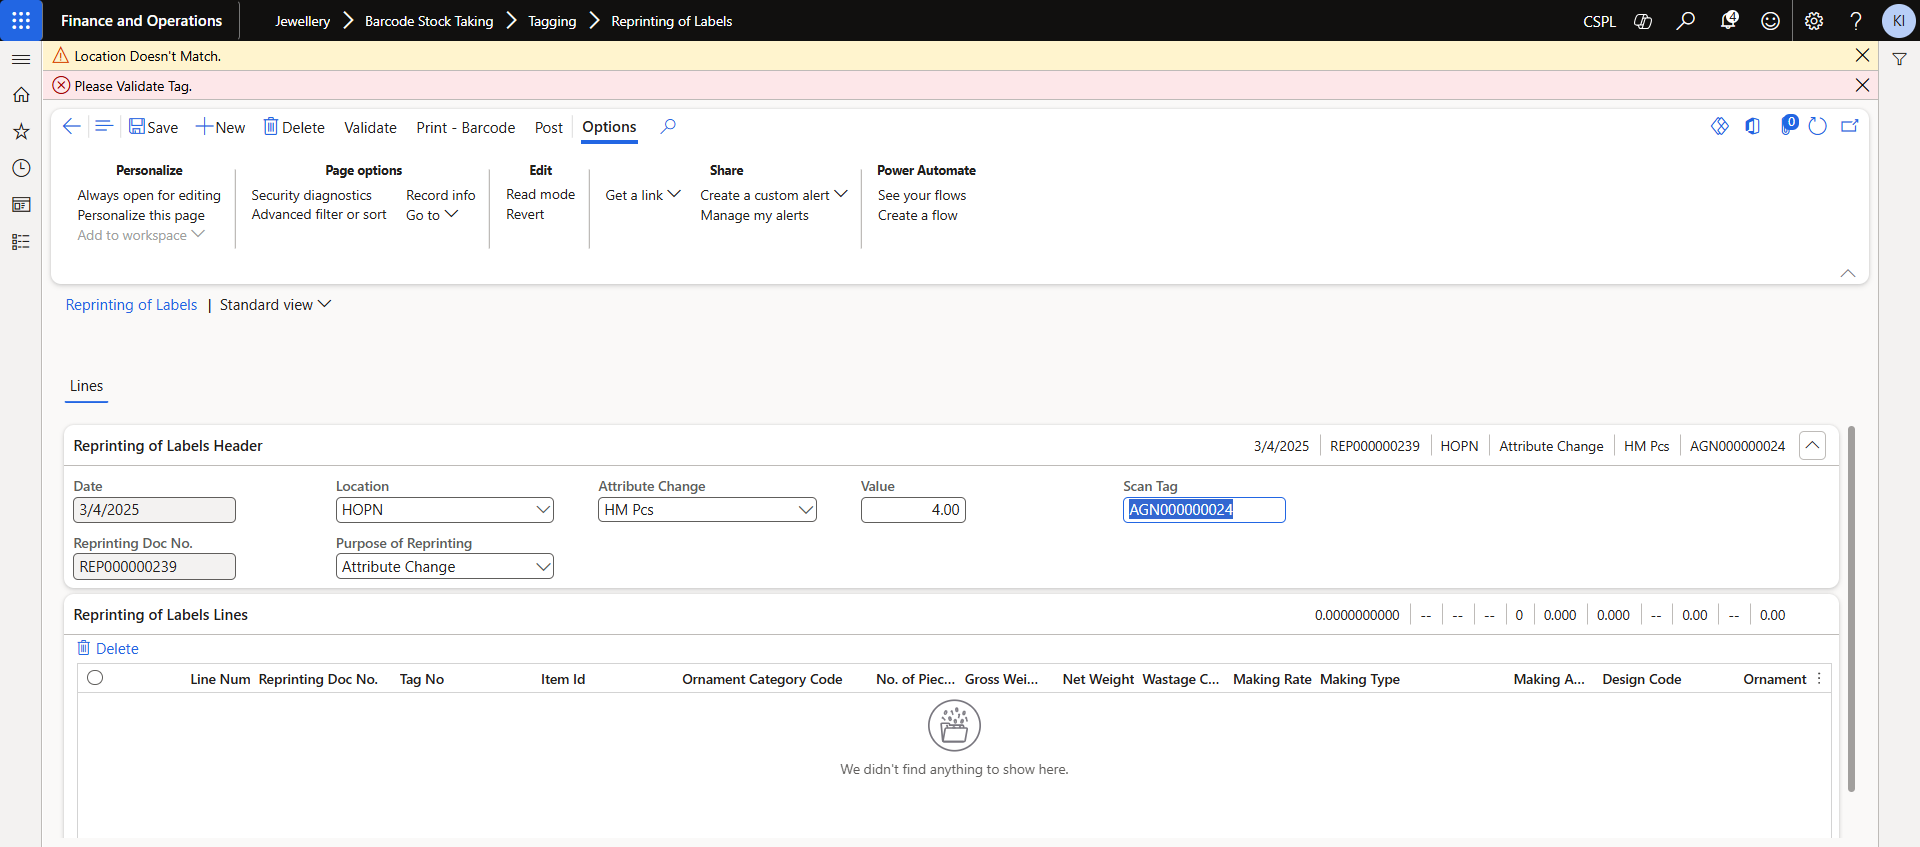 Finance and Operations
Jewellery > Barcode Stock Taking > Tagging > Reprinting of Labels
CSPL
4
?
KI
Location Doesn't Match.
Please Validate Tag.
Save
New
Delete
Validate
Print - Barcode
Post
Options
0
Personalize
Always open for editing
Personalize this page
Add to workspace
Page options
Security diagnostics
Advanced filter or sort
Record info
Go to
Edit
Read mode
Revert
Share
Get a link
Create a custom alert
Manage my alerts
Power Automate
See your flows
Create a flow
Reprinting of Labels | Standard view
Lines
Reprinting of Labels Header
3/4/2025 | REP000000239 | HOPN | Attribute Change | HM Pcs | AGN000000024
Date
3/4/2025
Reprinting Doc No.
REP000000239
Location
HOPN
Purpose of Reprinting
Attribute Change
Attribute Change
HM Pcs
Value
4.00
Scan Tag
AGN000000024
Reprinting of Labels Lines
0.0000000000 | -- | -- | -- | 0 | 0.000 | 0.000 | -- | 0.00 | -- | 0.00
Delete
Line Num Reprinting Doc No. Tag No Item Id Ornament Category Code No. of Piec... Gross Wei... Net Weight Wastage C... Making Rate Making Type Making A... Design Code Ornament
We didn't find anything to show here.